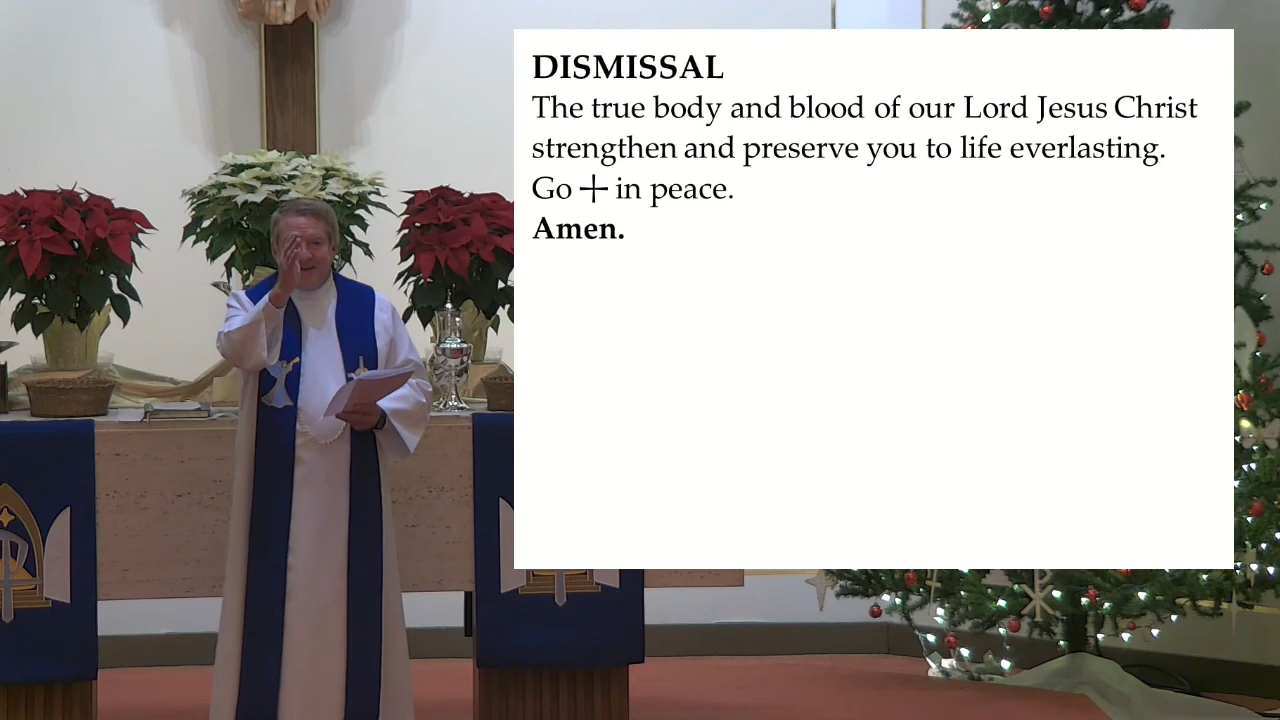 DISMISSAL
The true body and blood of our Lord Jesus Christ
strengthen and preserve you to life everlasting.
Go ┼ in peace.
Amen.